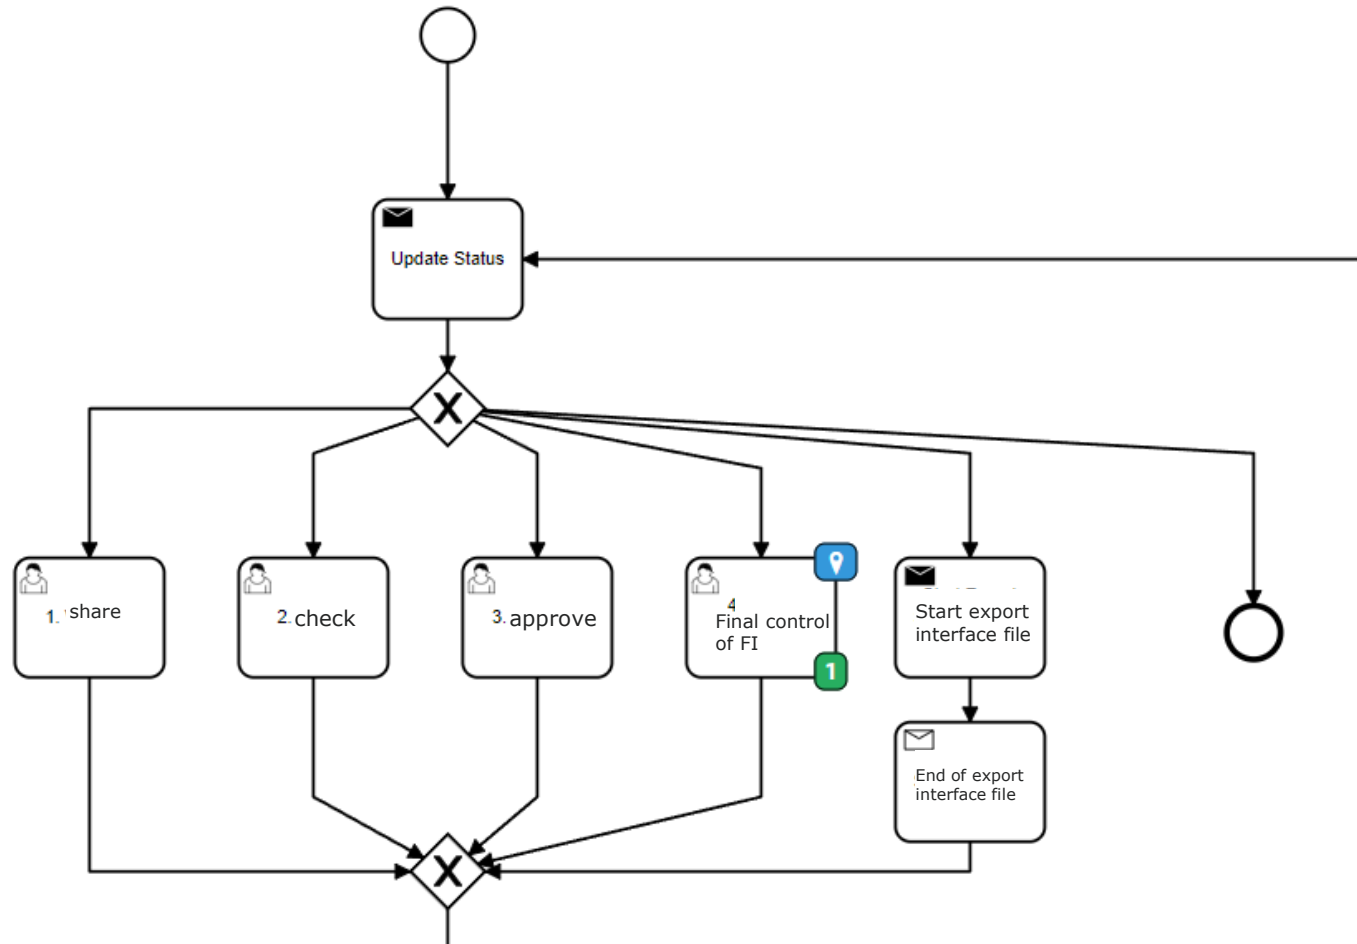 Update Status
X
1. share
2. check
3. approve
4
Final control
of FI
1
Start export
interface file
End of export
interface file
X